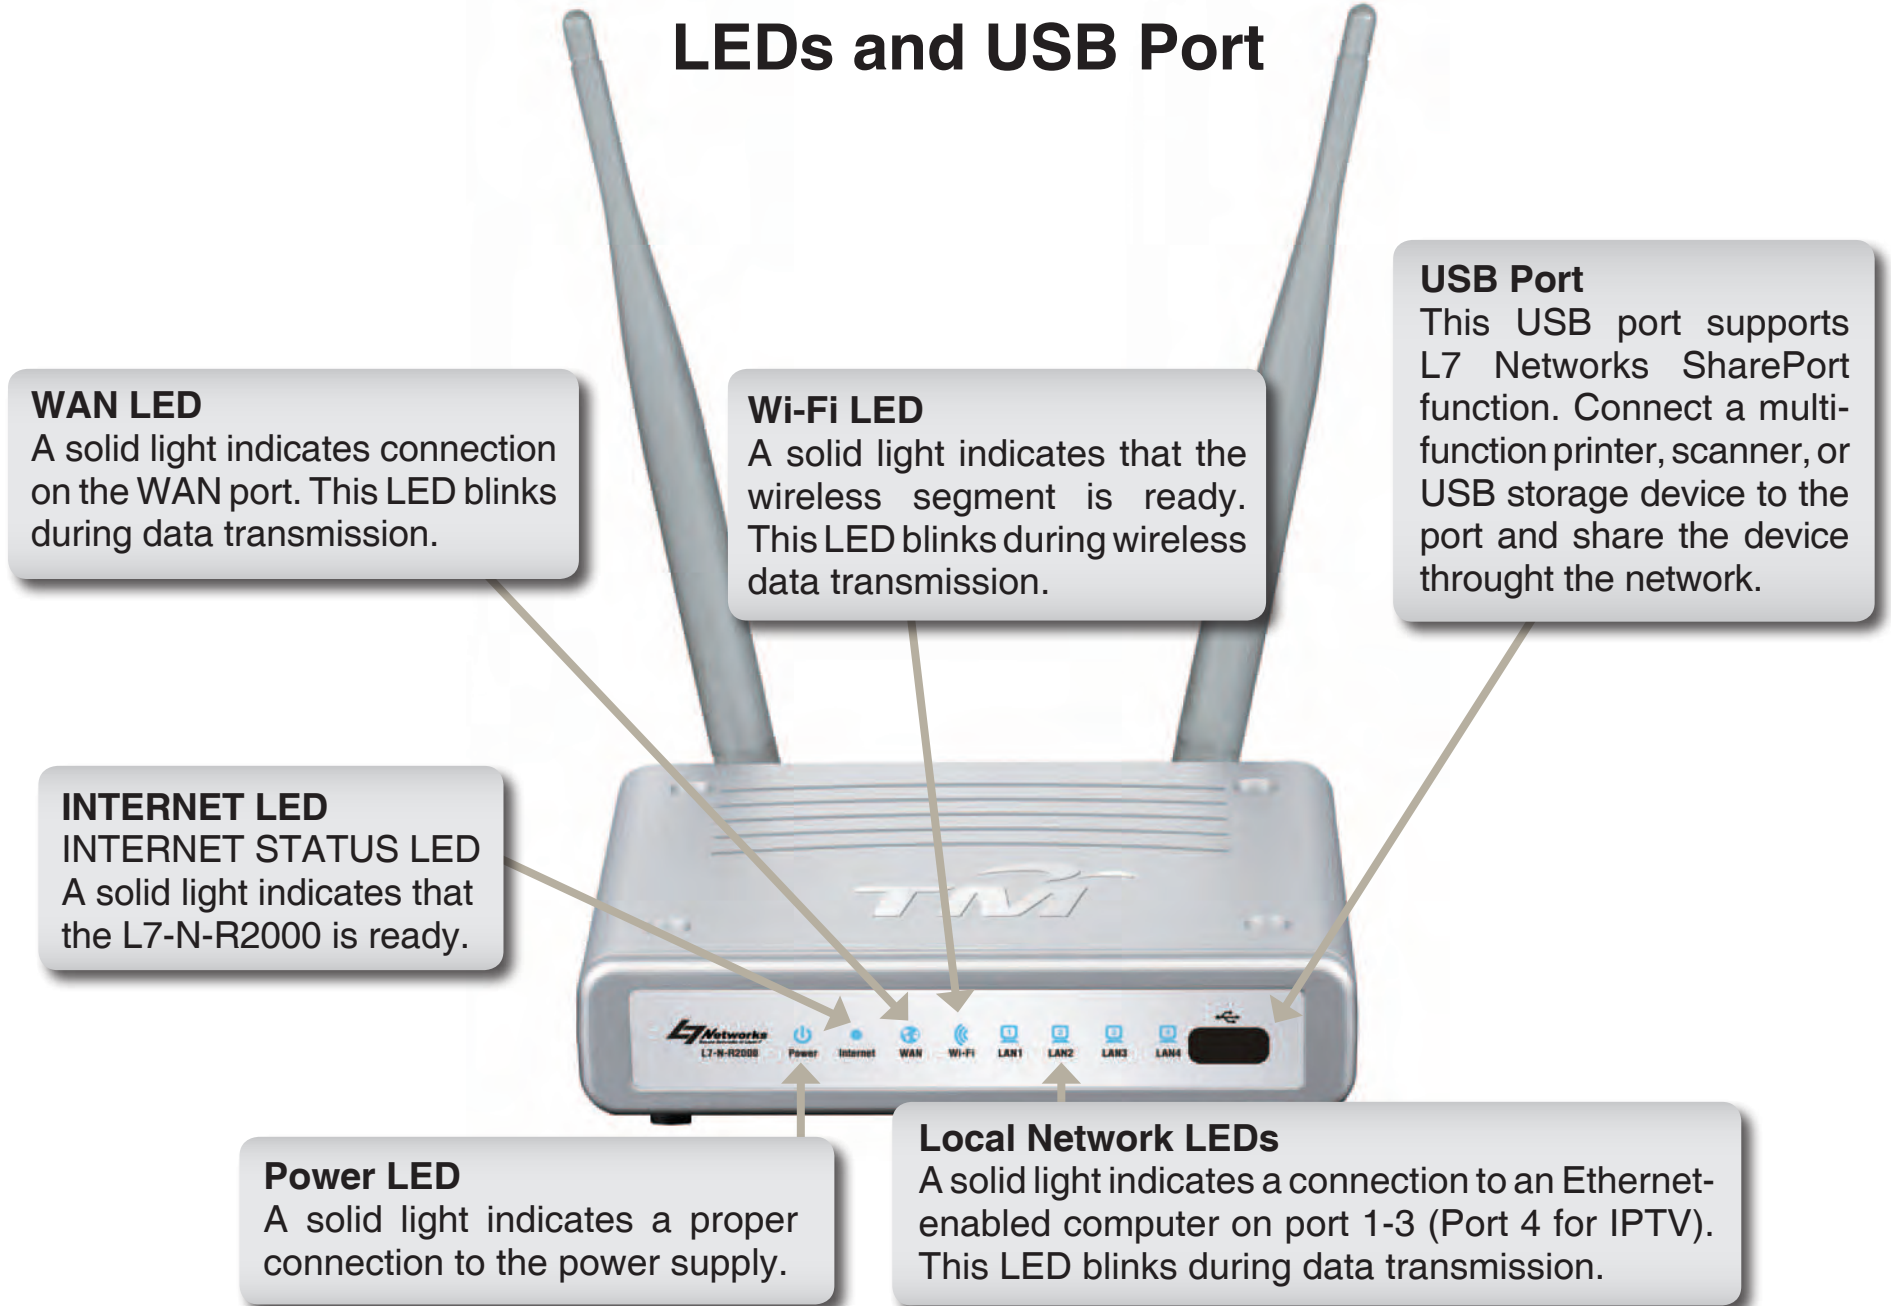 LEDs and USB Port
USB Port
This USB port supports
L7 Networks SharePort
function. Connect a multi-
function printer, scanner, or
USB storage device to the
port and share the device
throught the network.
WAN LED
A solid light indicates connection
on the WAN port. This LED blinks
during data transmission.
Wi-Fi LED
A solid light indicates that the
wireless segment is ready.
This LED blinks during wireless
data transmission.
INTERNET LED
INTERNET STATUS LED
A solid light indicates that
the L7-N-R2000 is ready.
TM
L7 Networks
L7-N-R2000
Power
Internet
WAN
Wi-Fi
1
LAN1
2
LAN2
3
LAN3
4
LAN4
Power LED
A solid light indicates a proper
connection to the power supply.
Local Network LEDs
A solid light indicates a connection to an Ethernet-
enabled computer on port 1-3 (Port 4 for IPTV).
This LED blinks during data transmission.